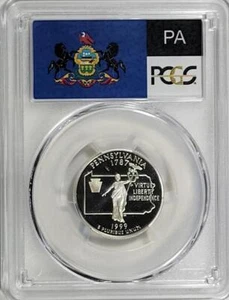 PA
PCGS
PENNSYLVANIA
1787
VIRTUE
LIBERTY
INDEPENDENCE
1999
E PLURIBUS UNUM